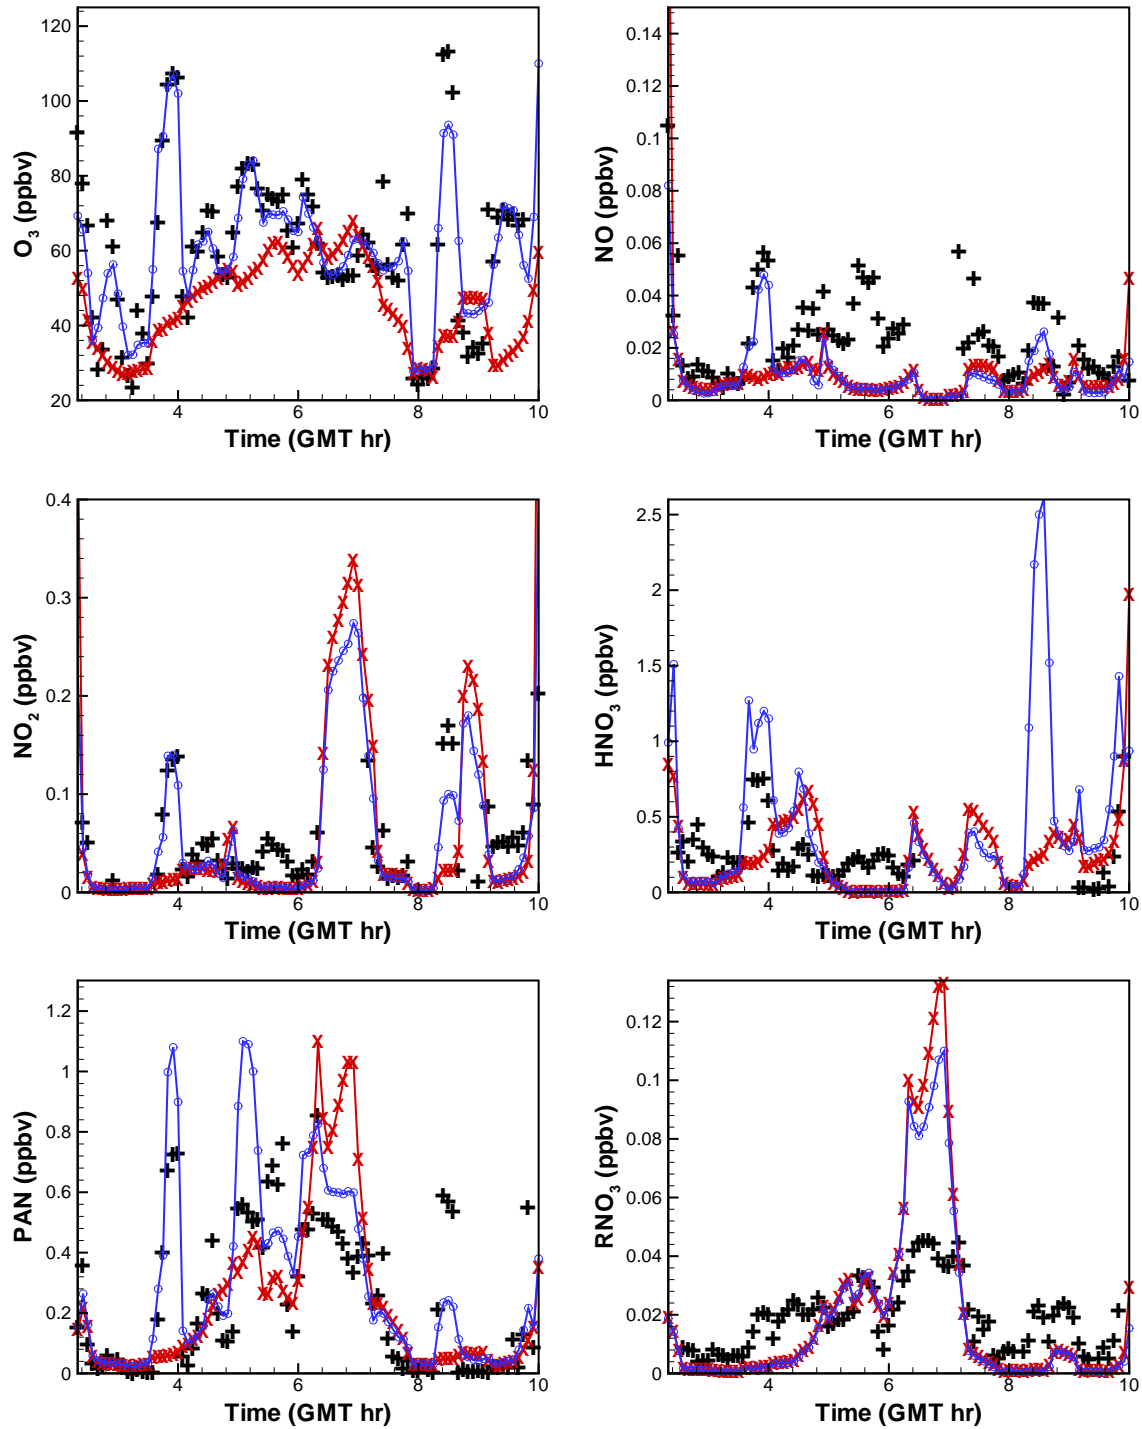 O3 (ppbv)
120
100
80
60
40
20
4 6 8 10
Time (GMT hr)
NO (ppbv)
0.14
0.12
0.1
0.08
0.06
0.04
0.02
0
4 6 8 10
Time (GMT hr)
NO2 (ppbv)
0.4
0.3
0.2
0.1
0
4 6 8 10
Time (GMT hr)
HNO3 (ppbv)
2.5
2
1.5
1
0.5
0
4 6 8 10
Time (GMT hr)
PAN (ppbv)
1.2
1
0.8
0.6
0.4
0.2
0
4 6 8 10
Time (GMT hr)
RNO3 (ppbv)
0.12
0.1
0.08
0.06
0.04
0.02
0
4 6 8 10
Time (GMT hr)